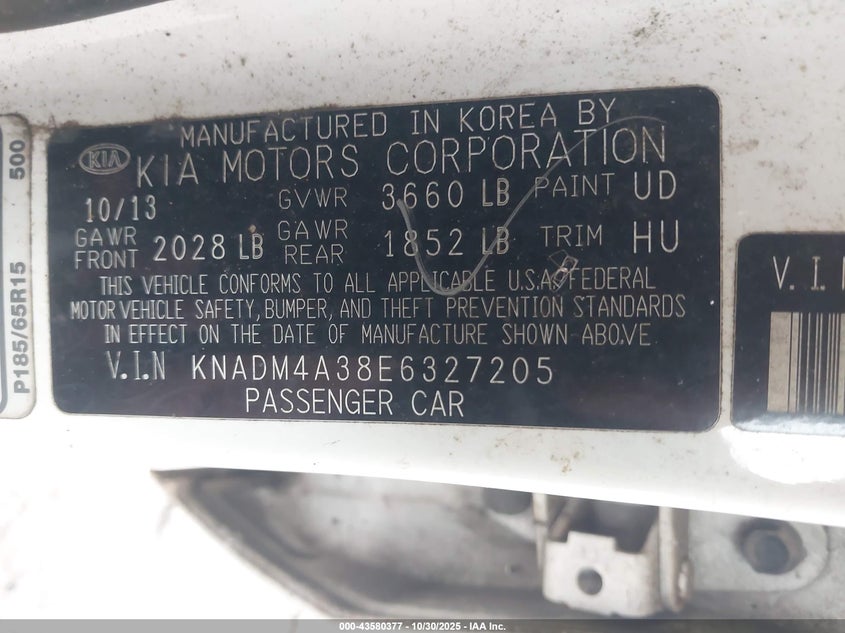 MANUFACTURED IN KOREA BY
KIA KIA MOTORS CORPORATION
10/13 GVWR 3660 LB PAINT UD
GAWR FRONT 2028 LB GAWR REAR 1852 LB TRIM HU
THIS VEHICLE CONFORMS TO ALL APPLICABLE U.S.A. FEDERAL
MOTOR VEHICLE SAFETY, BUMPER, AND THEFT PREVENTION STANDARDS
IN EFFECT ON THE DATE OF MANUFACTURE SHOWN ABOVE.
V.I.N KNADM4A38E6327205
PASSENGER CAR
P185/65R15 500
V.I.N
000-43580377 - 10/30/2025 - IAA Inc.